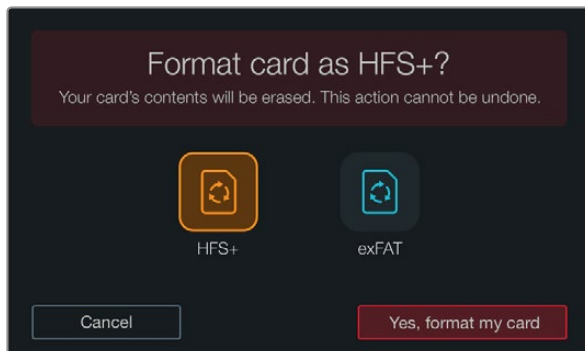 Format card as HFS+?
Your card's contents will be erased. This action cannot be undone.
HFS+
exFAT
Cancel
Yes, format my card